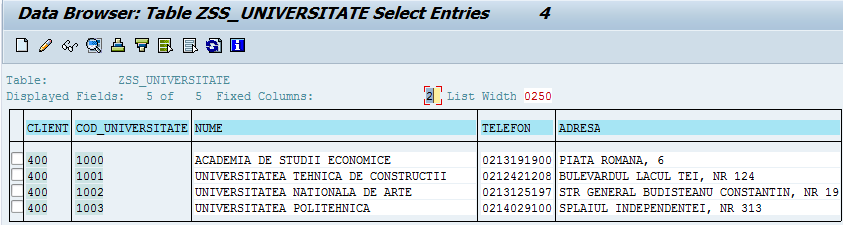 Data Browser: Table ZSS_UNIVERSITATE Select Entries 4
Table: ZSS_UNIVERSITATE
Displayed Fields: 5 of 5 Fixed Columns: 2 List Width 0250
CLIENT COD_UNIVERSITATE NUME TELEFON ADRESA
400 1000 ACADEMIA DE STUDII ECONOMICE 0213191900 PIATA ROMANA, 6
400 1001 UNIVERSITATEA TEHNICA DE CONSTRUCTII 0212421208 BULEVARDUL LACUL TEI, NR 124
400 1002 UNIVERSITATEA NATIONALA DE ARTE 0213125197 STR GENERAL BUDISTEANU CONSTANTIN, NR 19
400 1003 UNIVERSITATEA POLITEHNICA 0214029100 SPLAIUL INDEPENDENTEI, NR 313